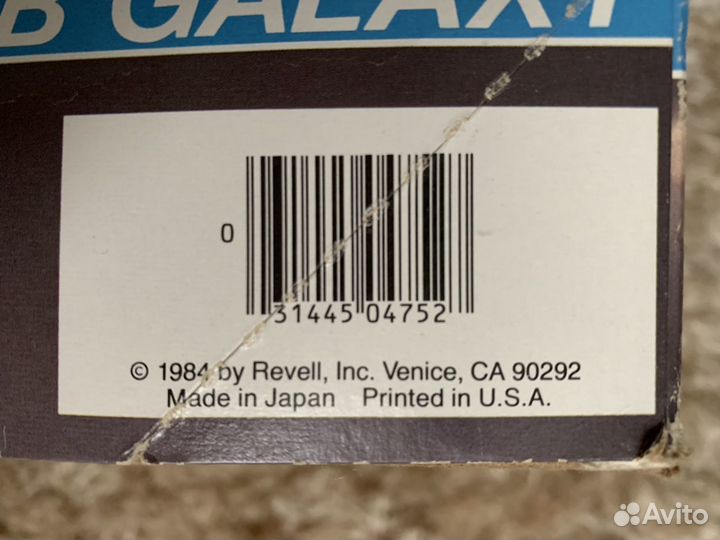 B GALAXY
0
31445 04752
© 1984 by Revell, Inc. Venice, CA 90292
Made in Japan Printed in U.S.A.
Avito